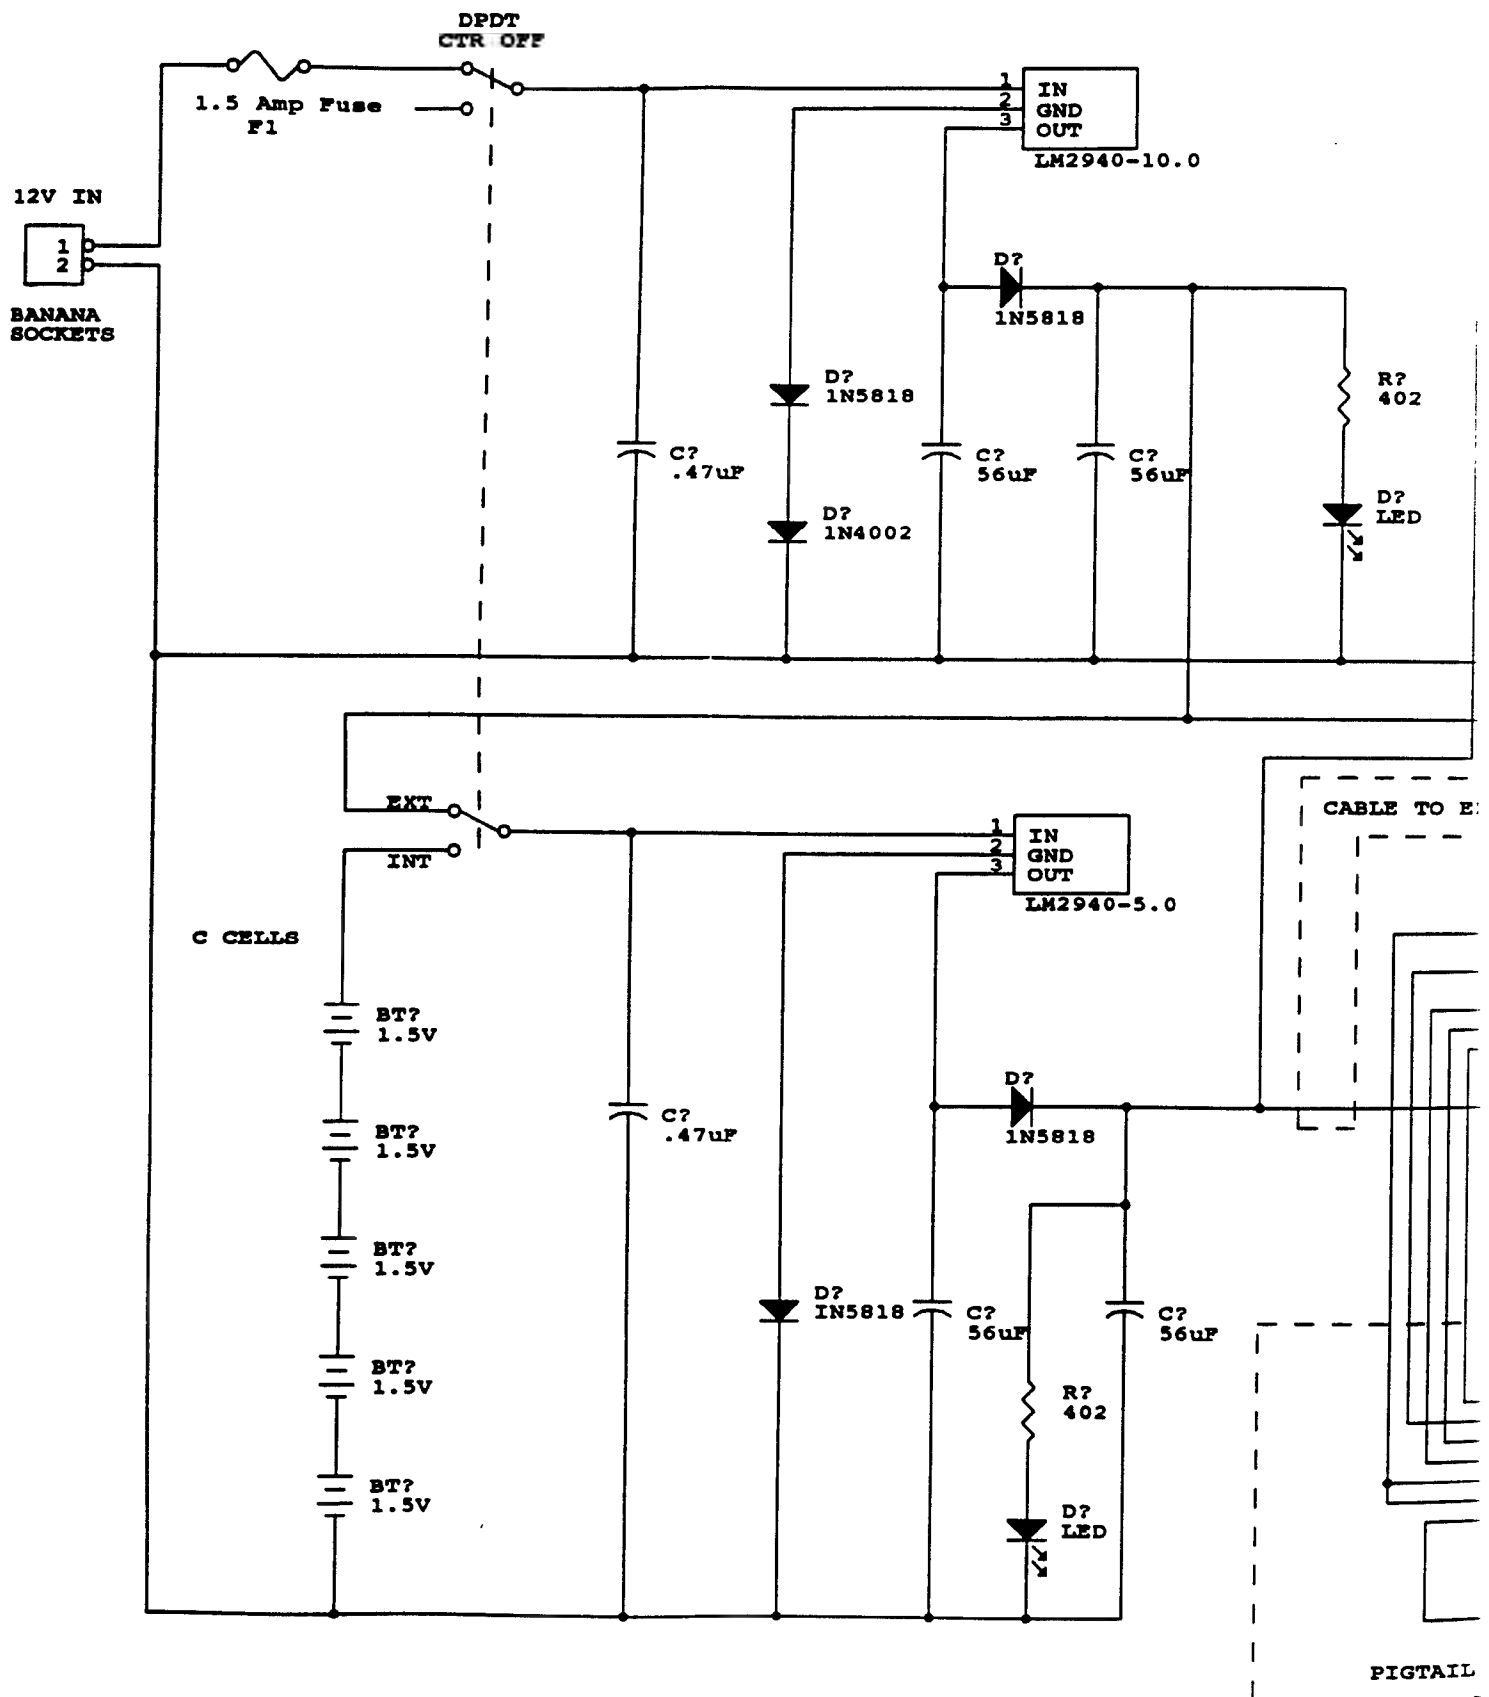 DPDT
CTR OFF
1.5 Amp Fuse
F1
1
2
3
IN
GND
OUT
LM2940-10.0
12V IN
1
2
BANANA
SOCKETS
D?
1N5818
D?
1N5818
R?
402
C?
.47uF
C?
56uF
C?
56uF
D?
1N4002
D?
LED
EXT
INT
1
2
3
IN
GND
OUT
LM2940-5.0
CABLE TO E
C CELLS
BT?
1.5V
BT?
1.5V
BT?
1.5V
BT?
1.5V
BT?
1.5V
C?
.47uF
D?
1N5818
D?
IN5818
C?
56uF
C?
56uF
R?
402
D?
LED
PIGTAIL